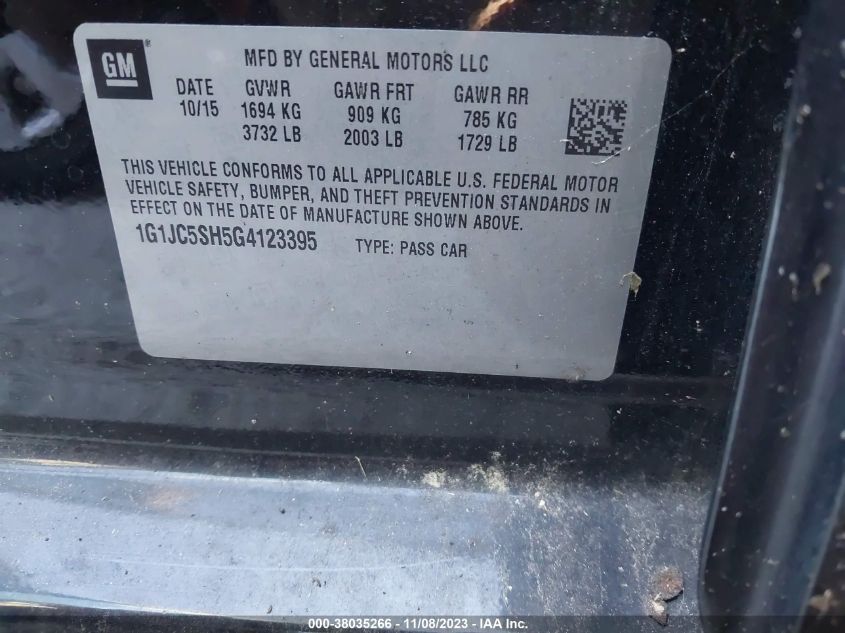 GM ®
MFD BY GENERAL MOTORS LLC
DATE GVWR GAWR FRT GAWR RR
10/15 1694 KG 909 KG 785 KG
3732 LB 2003 LB 1729 LB
THIS VEHICLE CONFORMS TO ALL APPLICABLE U.S. FEDERAL MOTOR
VEHICLE SAFETY, BUMPER, AND THEFT PREVENTION STANDARDS IN
EFFECT ON THE DATE OF MANUFACTURE SHOWN ABOVE.
1G1JC5SH5G4123395 TYPE: PASS CAR
000-38035266 - 11/08/2023 - IAA Inc.